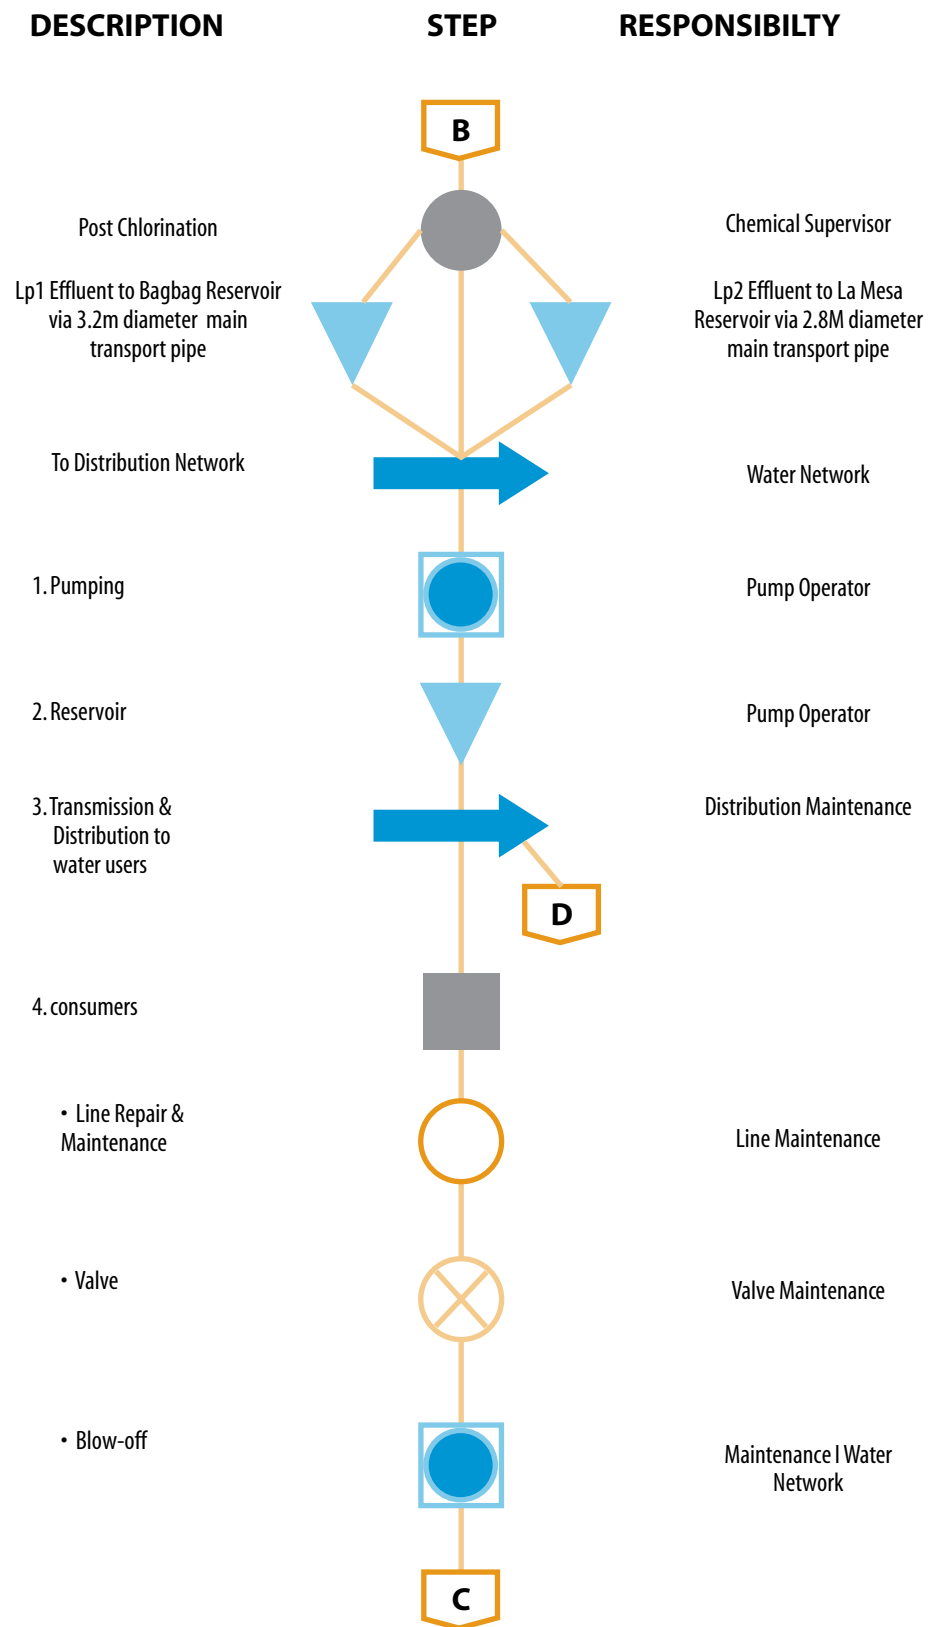 DESCRIPTION STEP RESPONSIBILTY
B
Post Chlorination
Chemical Supervisor
Lp1 Effluent to Bagbag Reservoir
via 3.2m diameter main
transport pipe
Lp2 Effluent to La Mesa
Reservoir via 2.8M diameter
main transport pipe
To Distribution Network
Water Network
1. Pumping
Pump Operator
2. Reservoir
Pump Operator
3. Transmission &
Distribution to
water users
Distribution Maintenance
D
4. consumers
• Line Repair &
Maintenance
Line Maintenance
• Valve
Valve Maintenance
• Blow-off
Maintenance I Water
Network
C